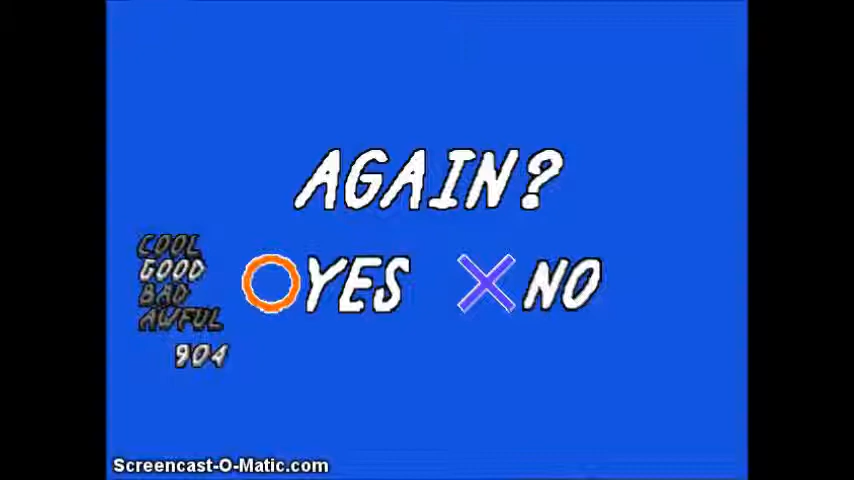 AGAIN?
COOL
GOOD
BAD
AWFUL
904
YES NO
Screencast-O-Matic.com